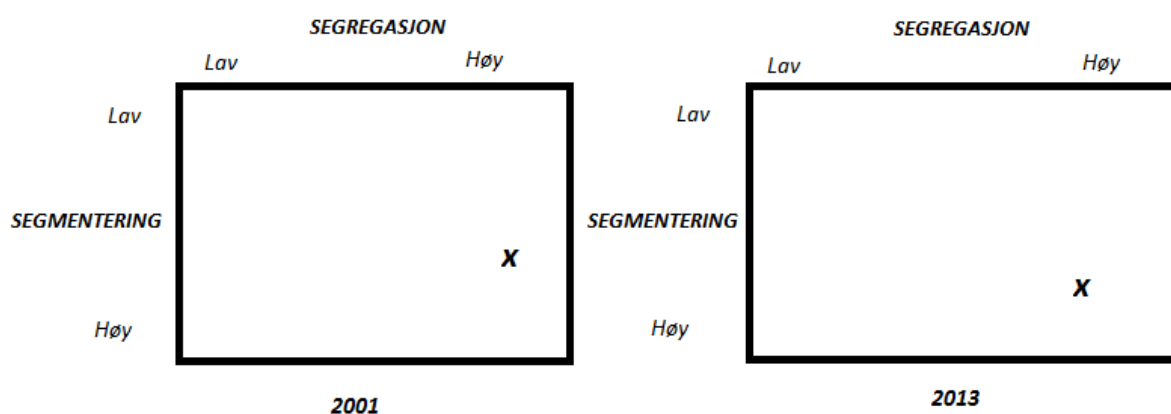 SEGREGASJON
Lav Høy
Lav
SEGMENTERING
X
Høy
2001
SEGREGASJON
Lav Høy
Lav
SEGMENTERING
X
Høy
2013